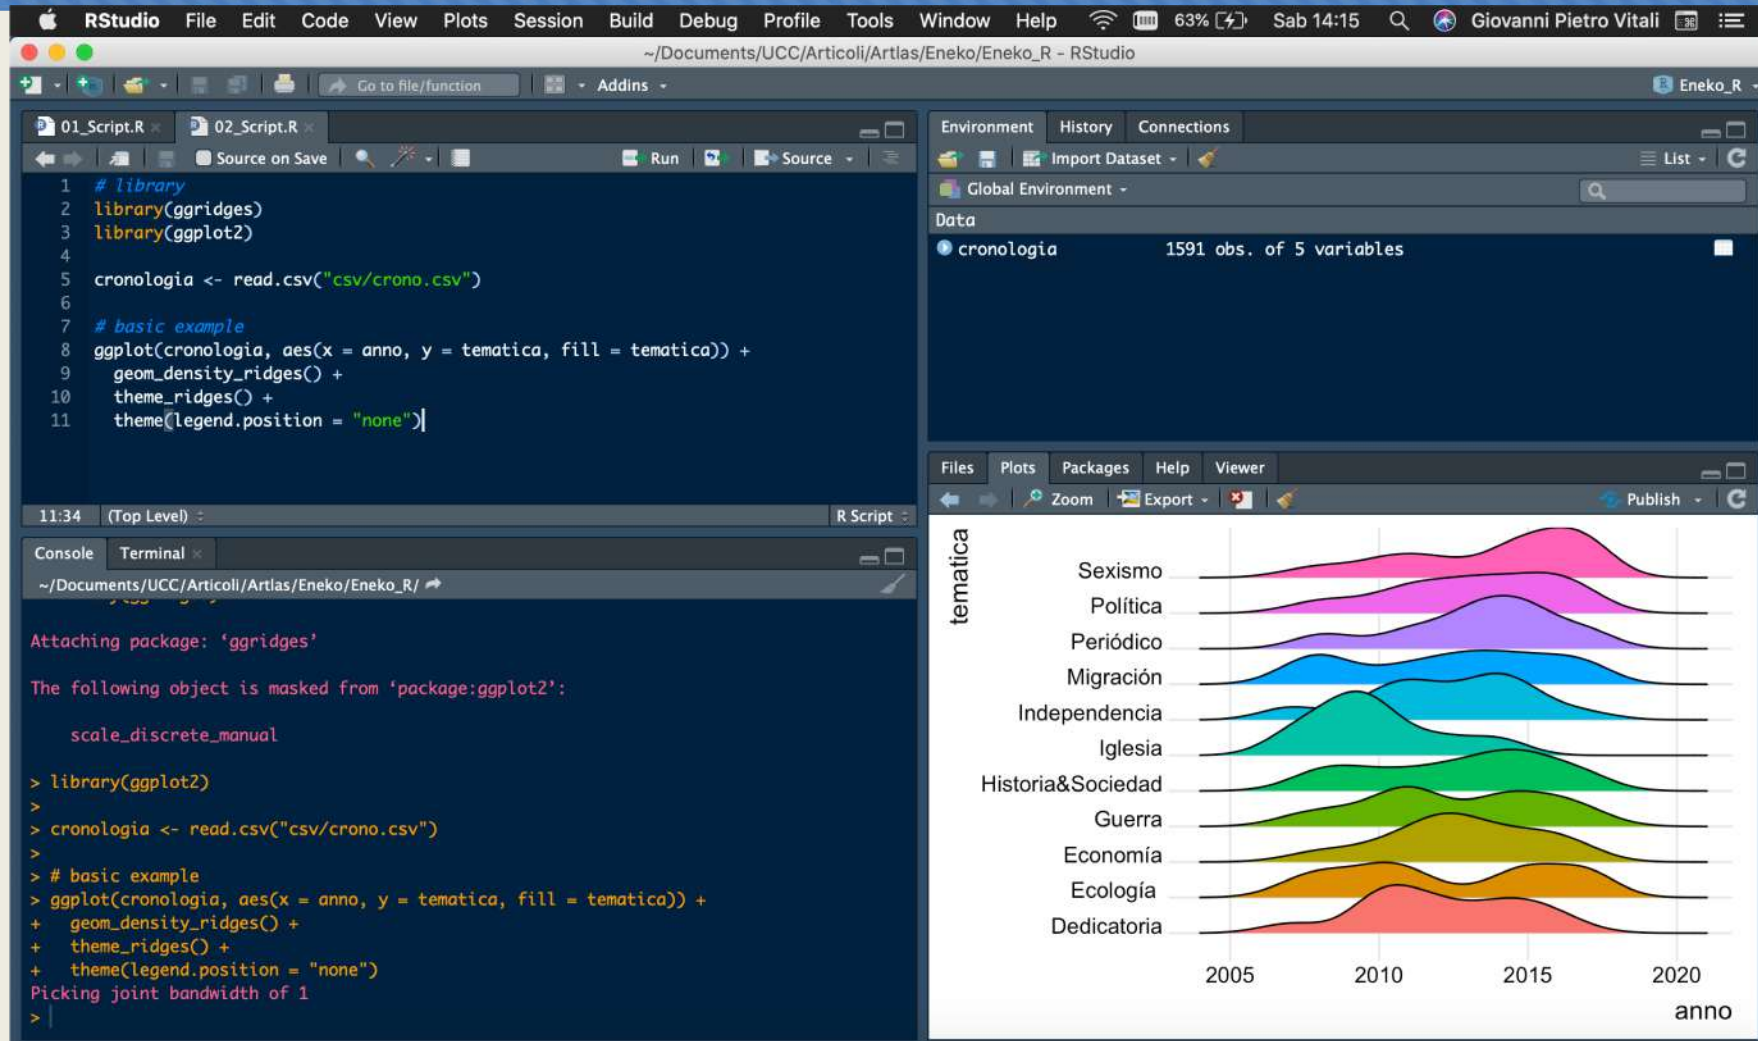 RStudio File Edit Code View Plots Session Build Debug Profile Tools Window Help 63% Sab 14:15 Giovanni Pietro Vitali
~/Documents/UCC/Articoli/Artlas/Eneko/Eneko_R - RStudio
Go to file/function Addins Eneko_R
01_Script.R 02_Script.R
Source on Save Run Source
1 # library
2 library(ggridges)
3 library(ggplot2)
4
5 cronologia <- read.csv("csv/crono.csv")
6
7 # basic example
8 ggplot(cronologia, aes(x = anno, y = tematica, fill = tematica)) +
9 geom_density_ridges() +
10 theme_ridges() +
11 theme(legend.position = "none")
11:34 (Top Level) R Script
Console Terminal
~/Documents/UCC/Articoli/Artlas/Eneko/Eneko_R/
Attaching package: ‘ggridges’
The following object is masked from ‘package:ggplot2’:
scale_discrete_manual
> library(ggplot2)
>
> cronologia <- read.csv("csv/crono.csv")
>
> # basic example
> ggplot(cronologia, aes(x = anno, y = tematica, fill = tematica)) +
+ geom_density_ridges() +
+ theme_ridges() +
+ theme(legend.position = "none")
Picking joint bandwidth of 1
>
Environment History Connections
Import Dataset List
Global Environment
Data
cronologia 1591 obs. of 5 variables
Files Plots Packages Help Viewer
Zoom Export Publish
tematica
Sexismo
Política
Periódico
Migración
Independencia
Iglesia
Historia&Sociedad
Guerra
Economía
Ecología
Dedicatoria
2005 2010 2015 2020
anno